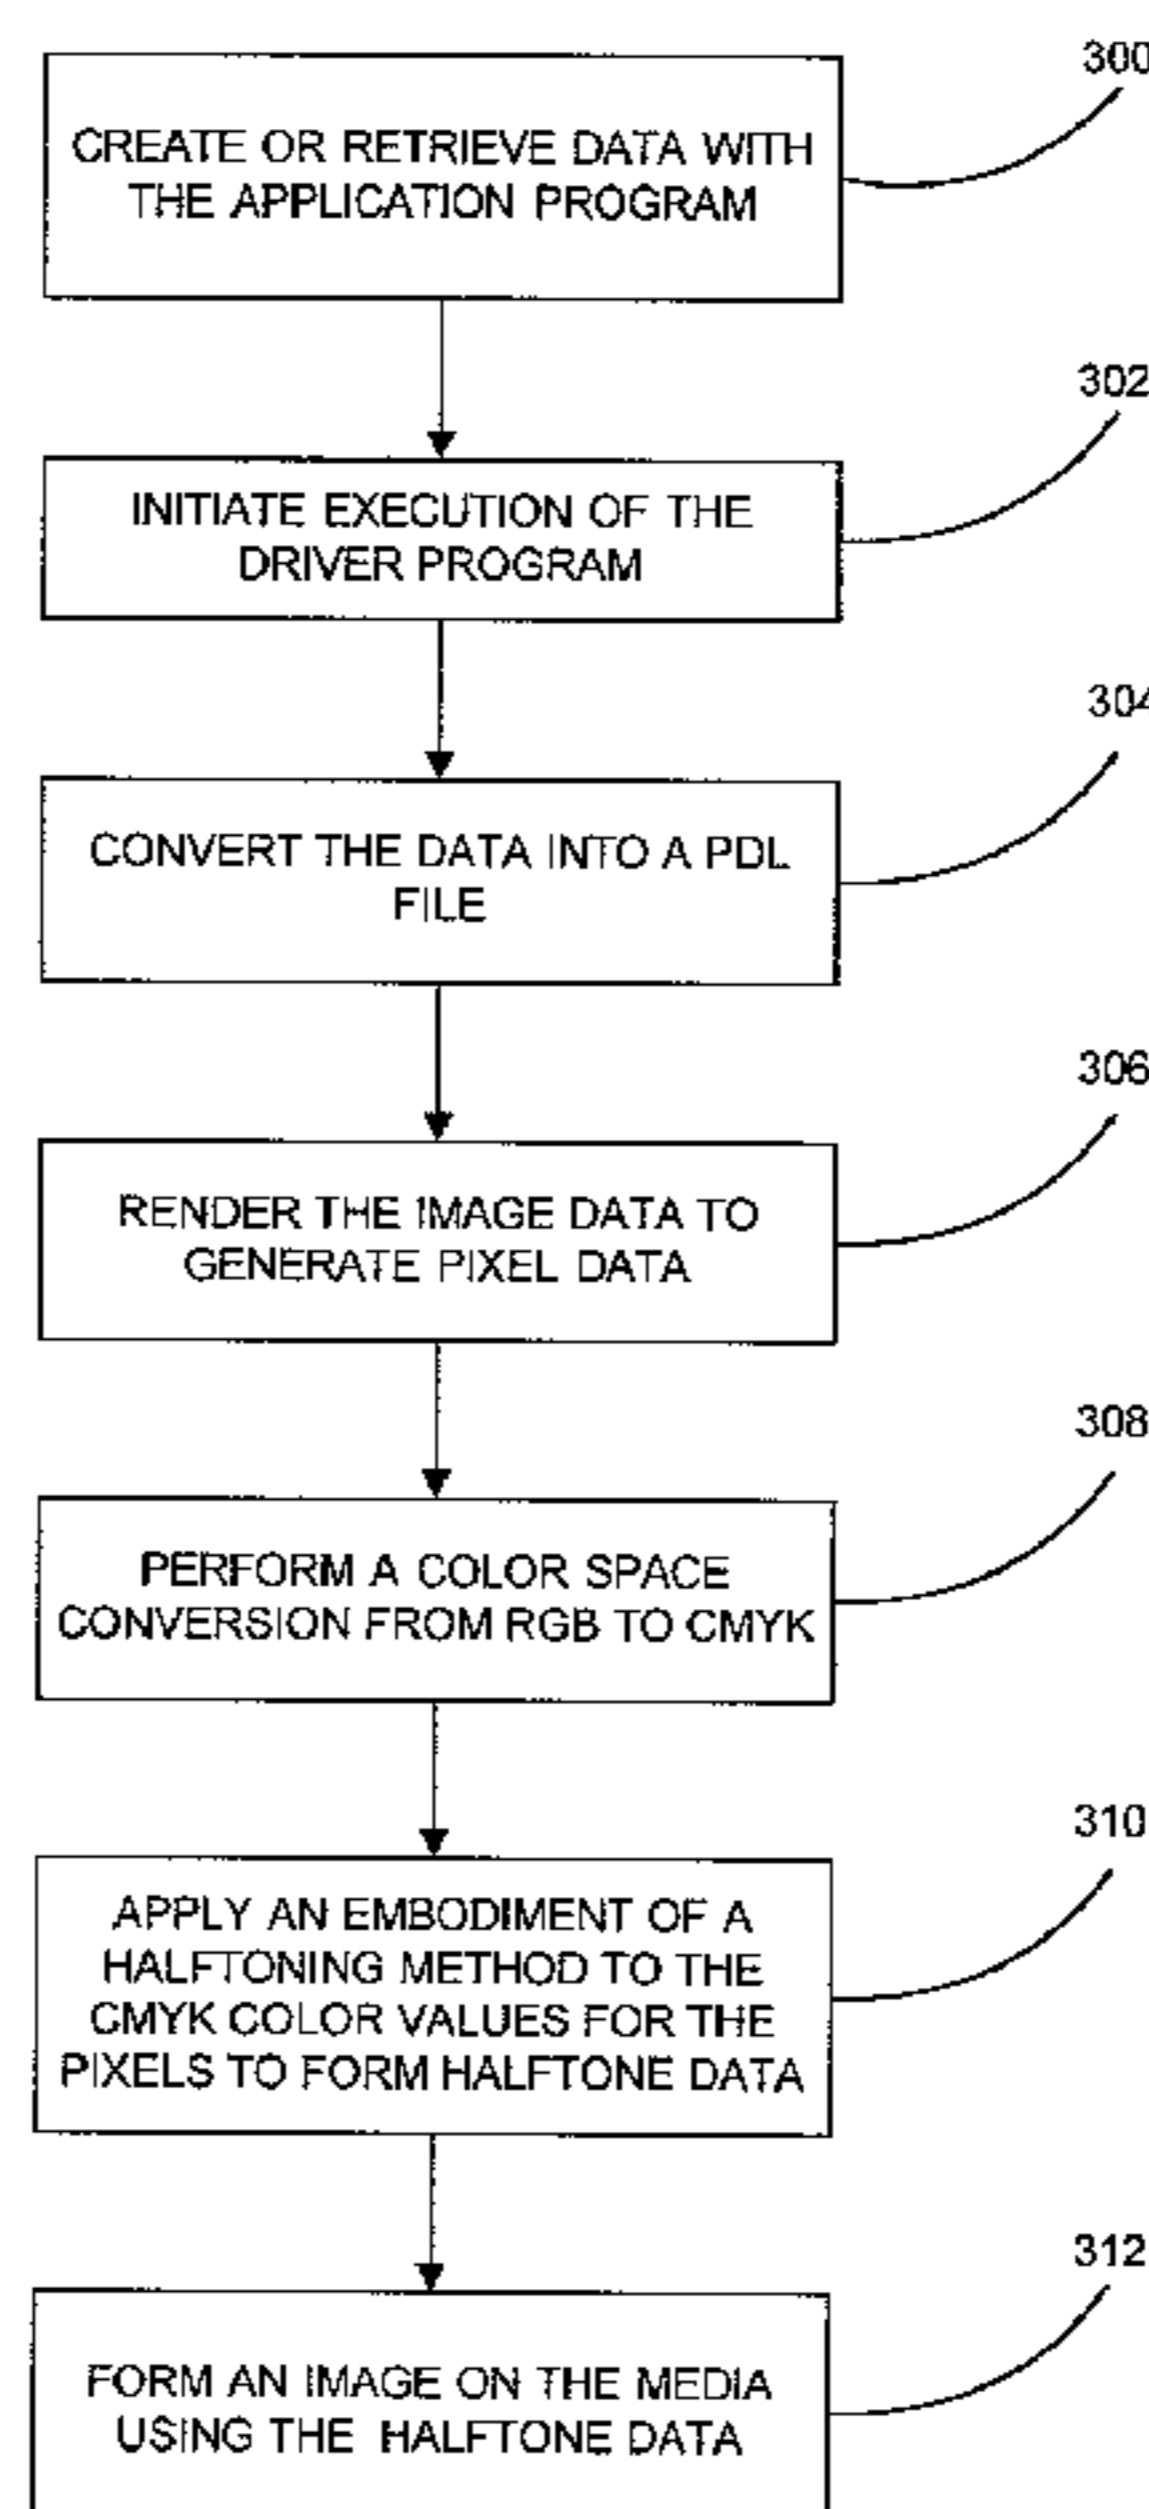 300
CREATE OR RETRIEVE DATA WITH
THE APPLICATION PROGRAM
302
INITIATE EXECUTION OF THE
DRIVER PROGRAM
304
CONVERT THE DATA INTO A PDL
FILE
306
RENDER THE IMAGE DATA TO
GENERATE PIXEL DATA
308
PERFORM A COLOR SPACE
CONVERSION FROM RGB TO CMYK
310
APPLY AN EMBODIMENT OF A
HALFTONING METHOD TO THE
CMYK COLOR VALUES FOR THE
PIXELS TO FORM HALFTONE DATA
312
FORM AN IMAGE ON THE MEDIA
USING THE HALFTONE DATA